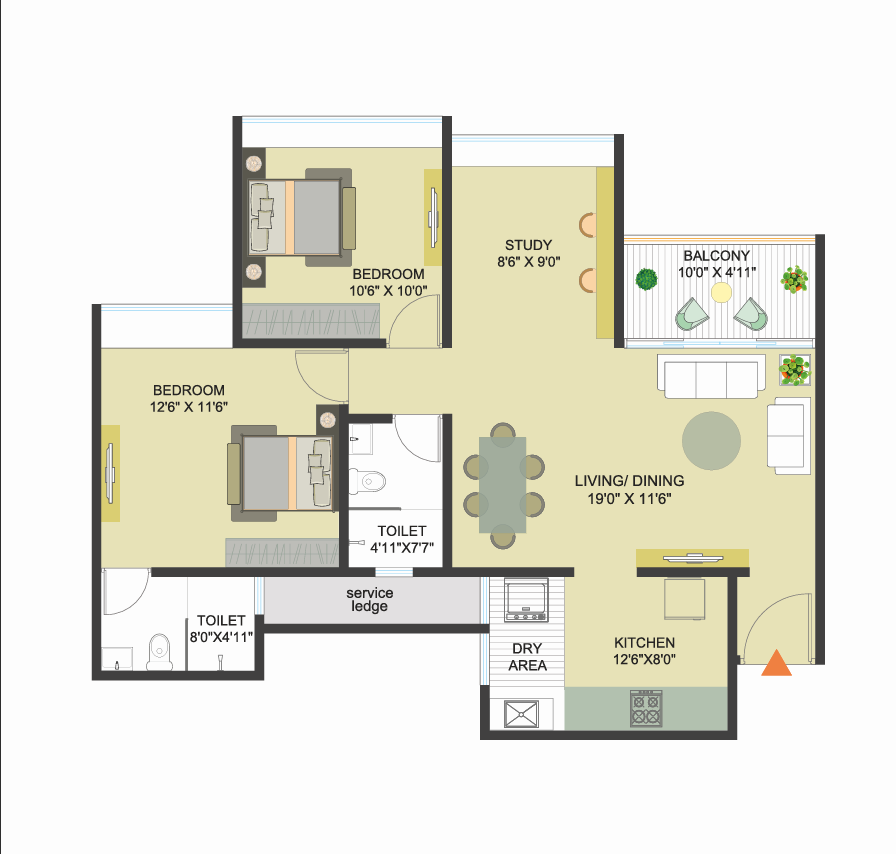 STUDY
8'6" X 9'0"
BALCONY
10'0" X 4'11"
BEDROOM
10'6" X 10'0"
BEDROOM
12'6" X 11'6"
LIVING/ DINING
19'0" X 11'6"
TOILET
4'11"X7'7"
service
ledge
TOILET
8'0"X4'11"
DRY
AREA
KITCHEN
12'6"X8'0"